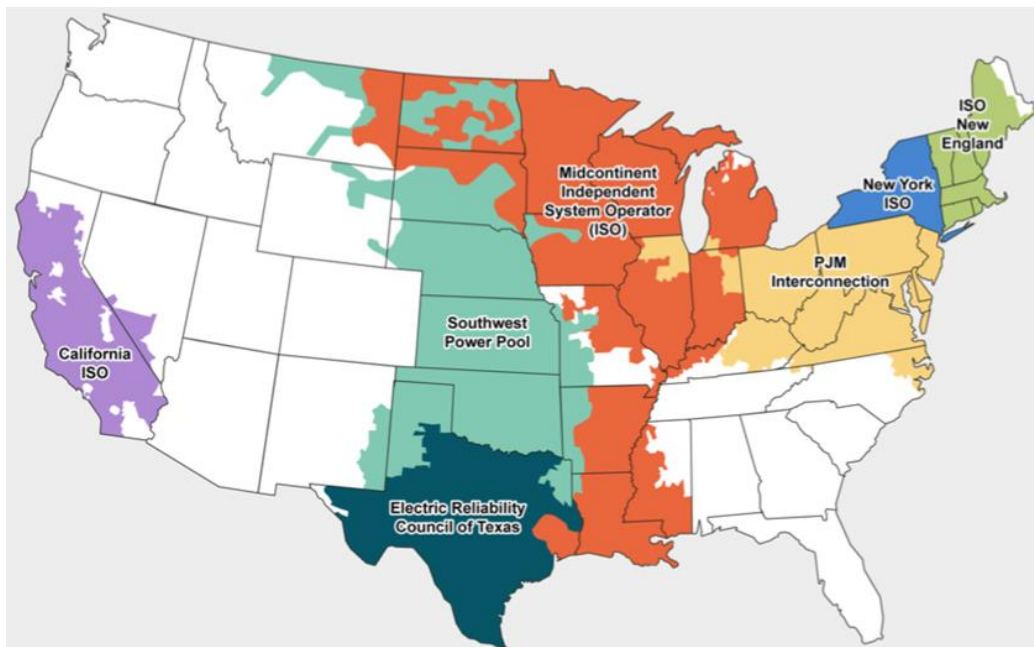 ISO
New
England
Midcontinent
Independent
System Operator
(ISO)
New York
ISO
PJM
Interconnection
Southwest
Power Pool
California
ISO
Electric Reliability
Council of Texas